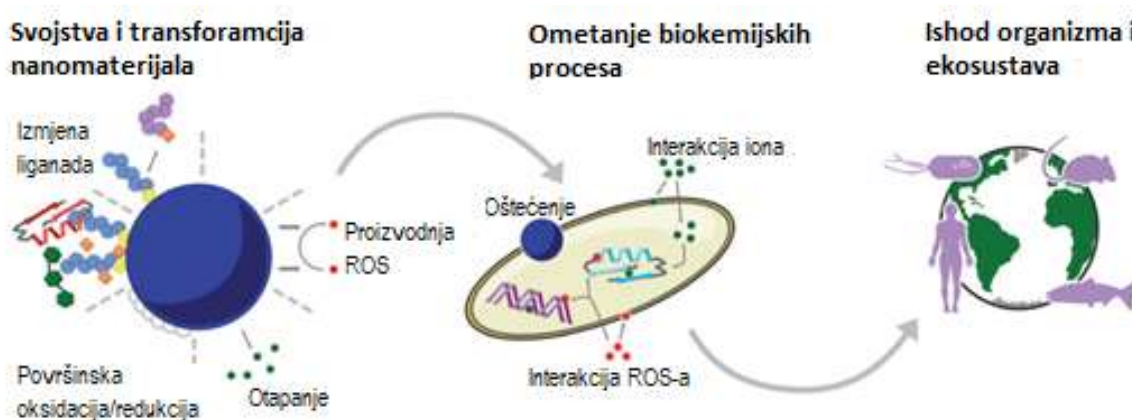 Svojstva i transforamcija
nanomaterijala
Izmjena
liganada
Proizvodnja
ROS
Površinska
oksidacija/redukcija
Otapanje
Ometanje biokemijskih
procesa
Interakcija iona
Oštećenje
Interakcija ROS-a
Ishod organizma i
ekosustava